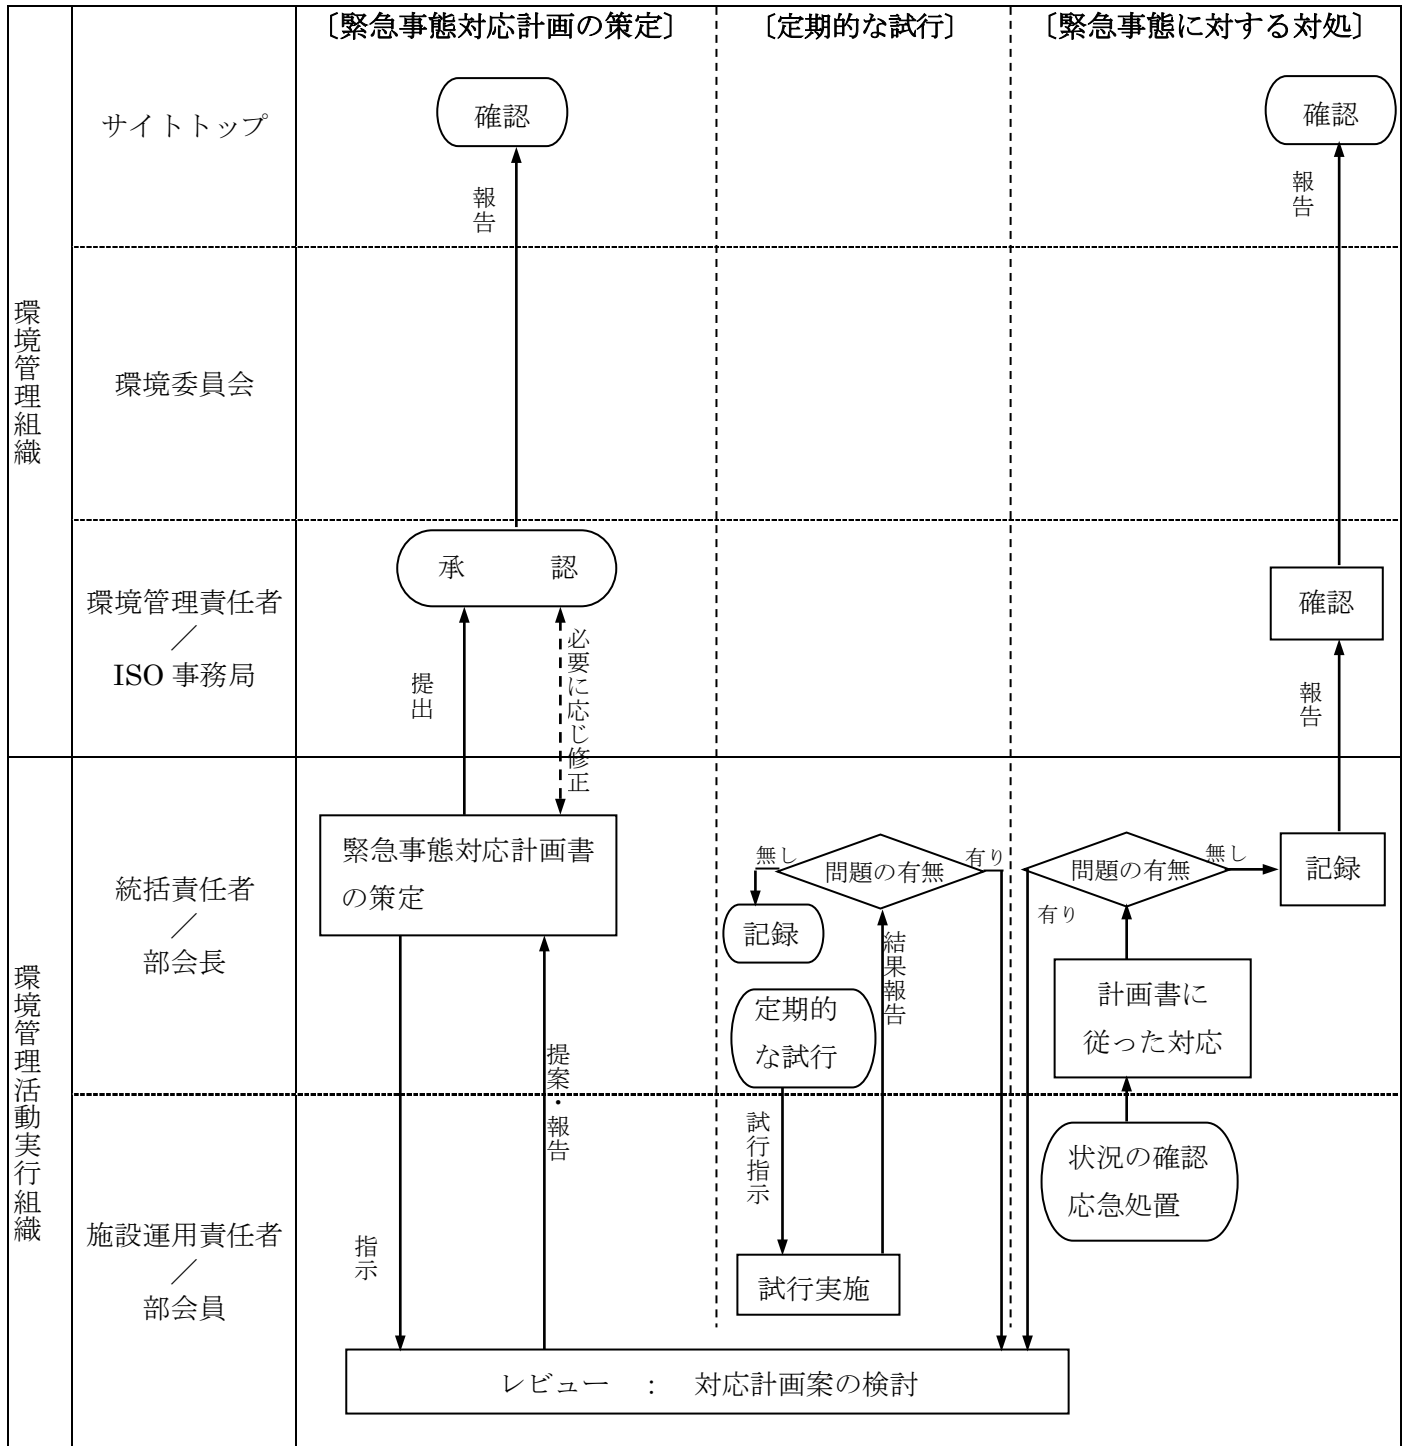 〔緊急事態対応計画の策定〕
〔定期的な試行〕
〔緊急事態に対する対処〕
環境管理組織
サイトトップ
確認
報告
確認
報告
環境委員会
環境管理責任者
／
ISO 事務局
承　　　認
提出
必要に応じ修正
確認
報告
環境管理活動実行組織
統括責任者
／
部会長
緊急事態対応計画書
の策定
無し
問題の有無
有り
記録
定期的
な試行
結果報告
問題の有無
無し
有り
記録
計画書に
従った対応
施設運用責任者
／
部会員
指示
提案・報告
試行指示
試行実施
状況の確認
応急処置
レビュー　：　対応計画案の検討